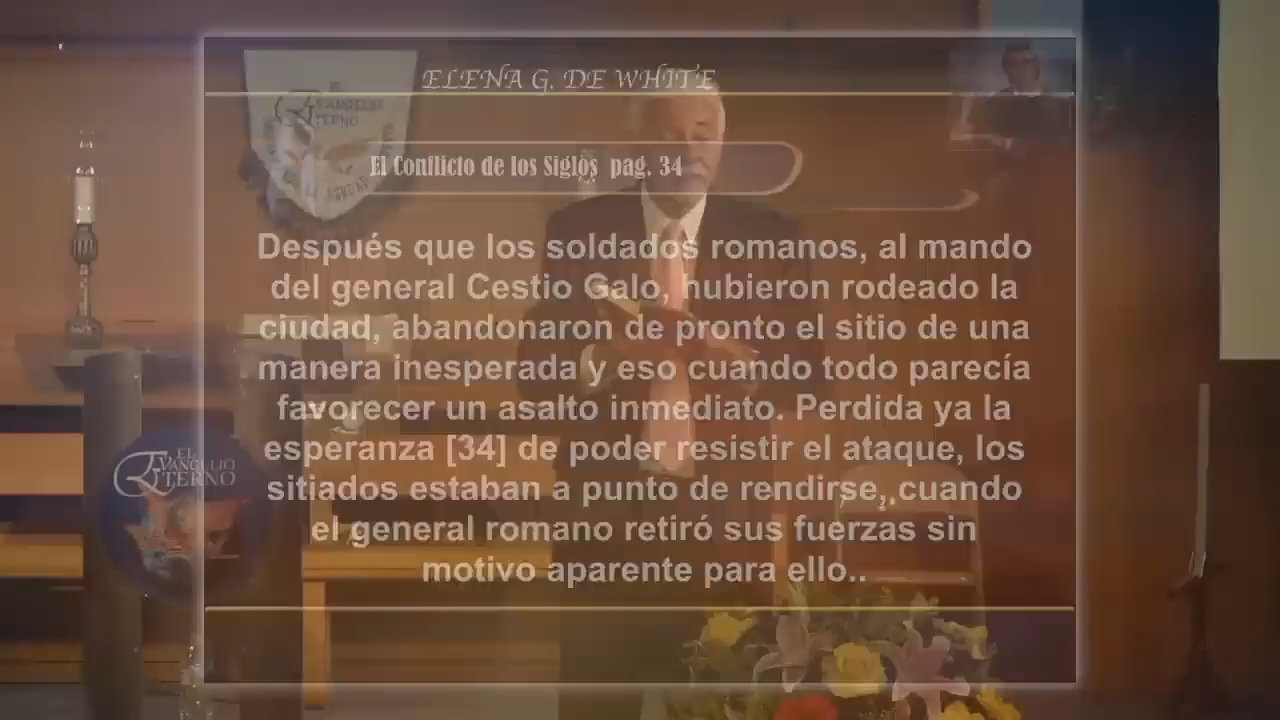 ELENA G. DE WHITE
EL
EVANGELIO
ETERNO
El Conflicto de los Siglos pag. 34
Después que los soldados romanos, al mando
del general Cestio Galo, hubieron rodeado la
ciudad, abandonaron de pronto el sitio de una
manera inesperada y eso cuando todo parecía
favorecer un asalto inmediato. Perdida ya la
esperanza [34] de poder resistir el ataque, los
sitiados estaban a punto de rendirse, cuando
el general romano retiró sus fuerzas sin
motivo aparente para ello..
EL
EVANGELIO
ETERNO